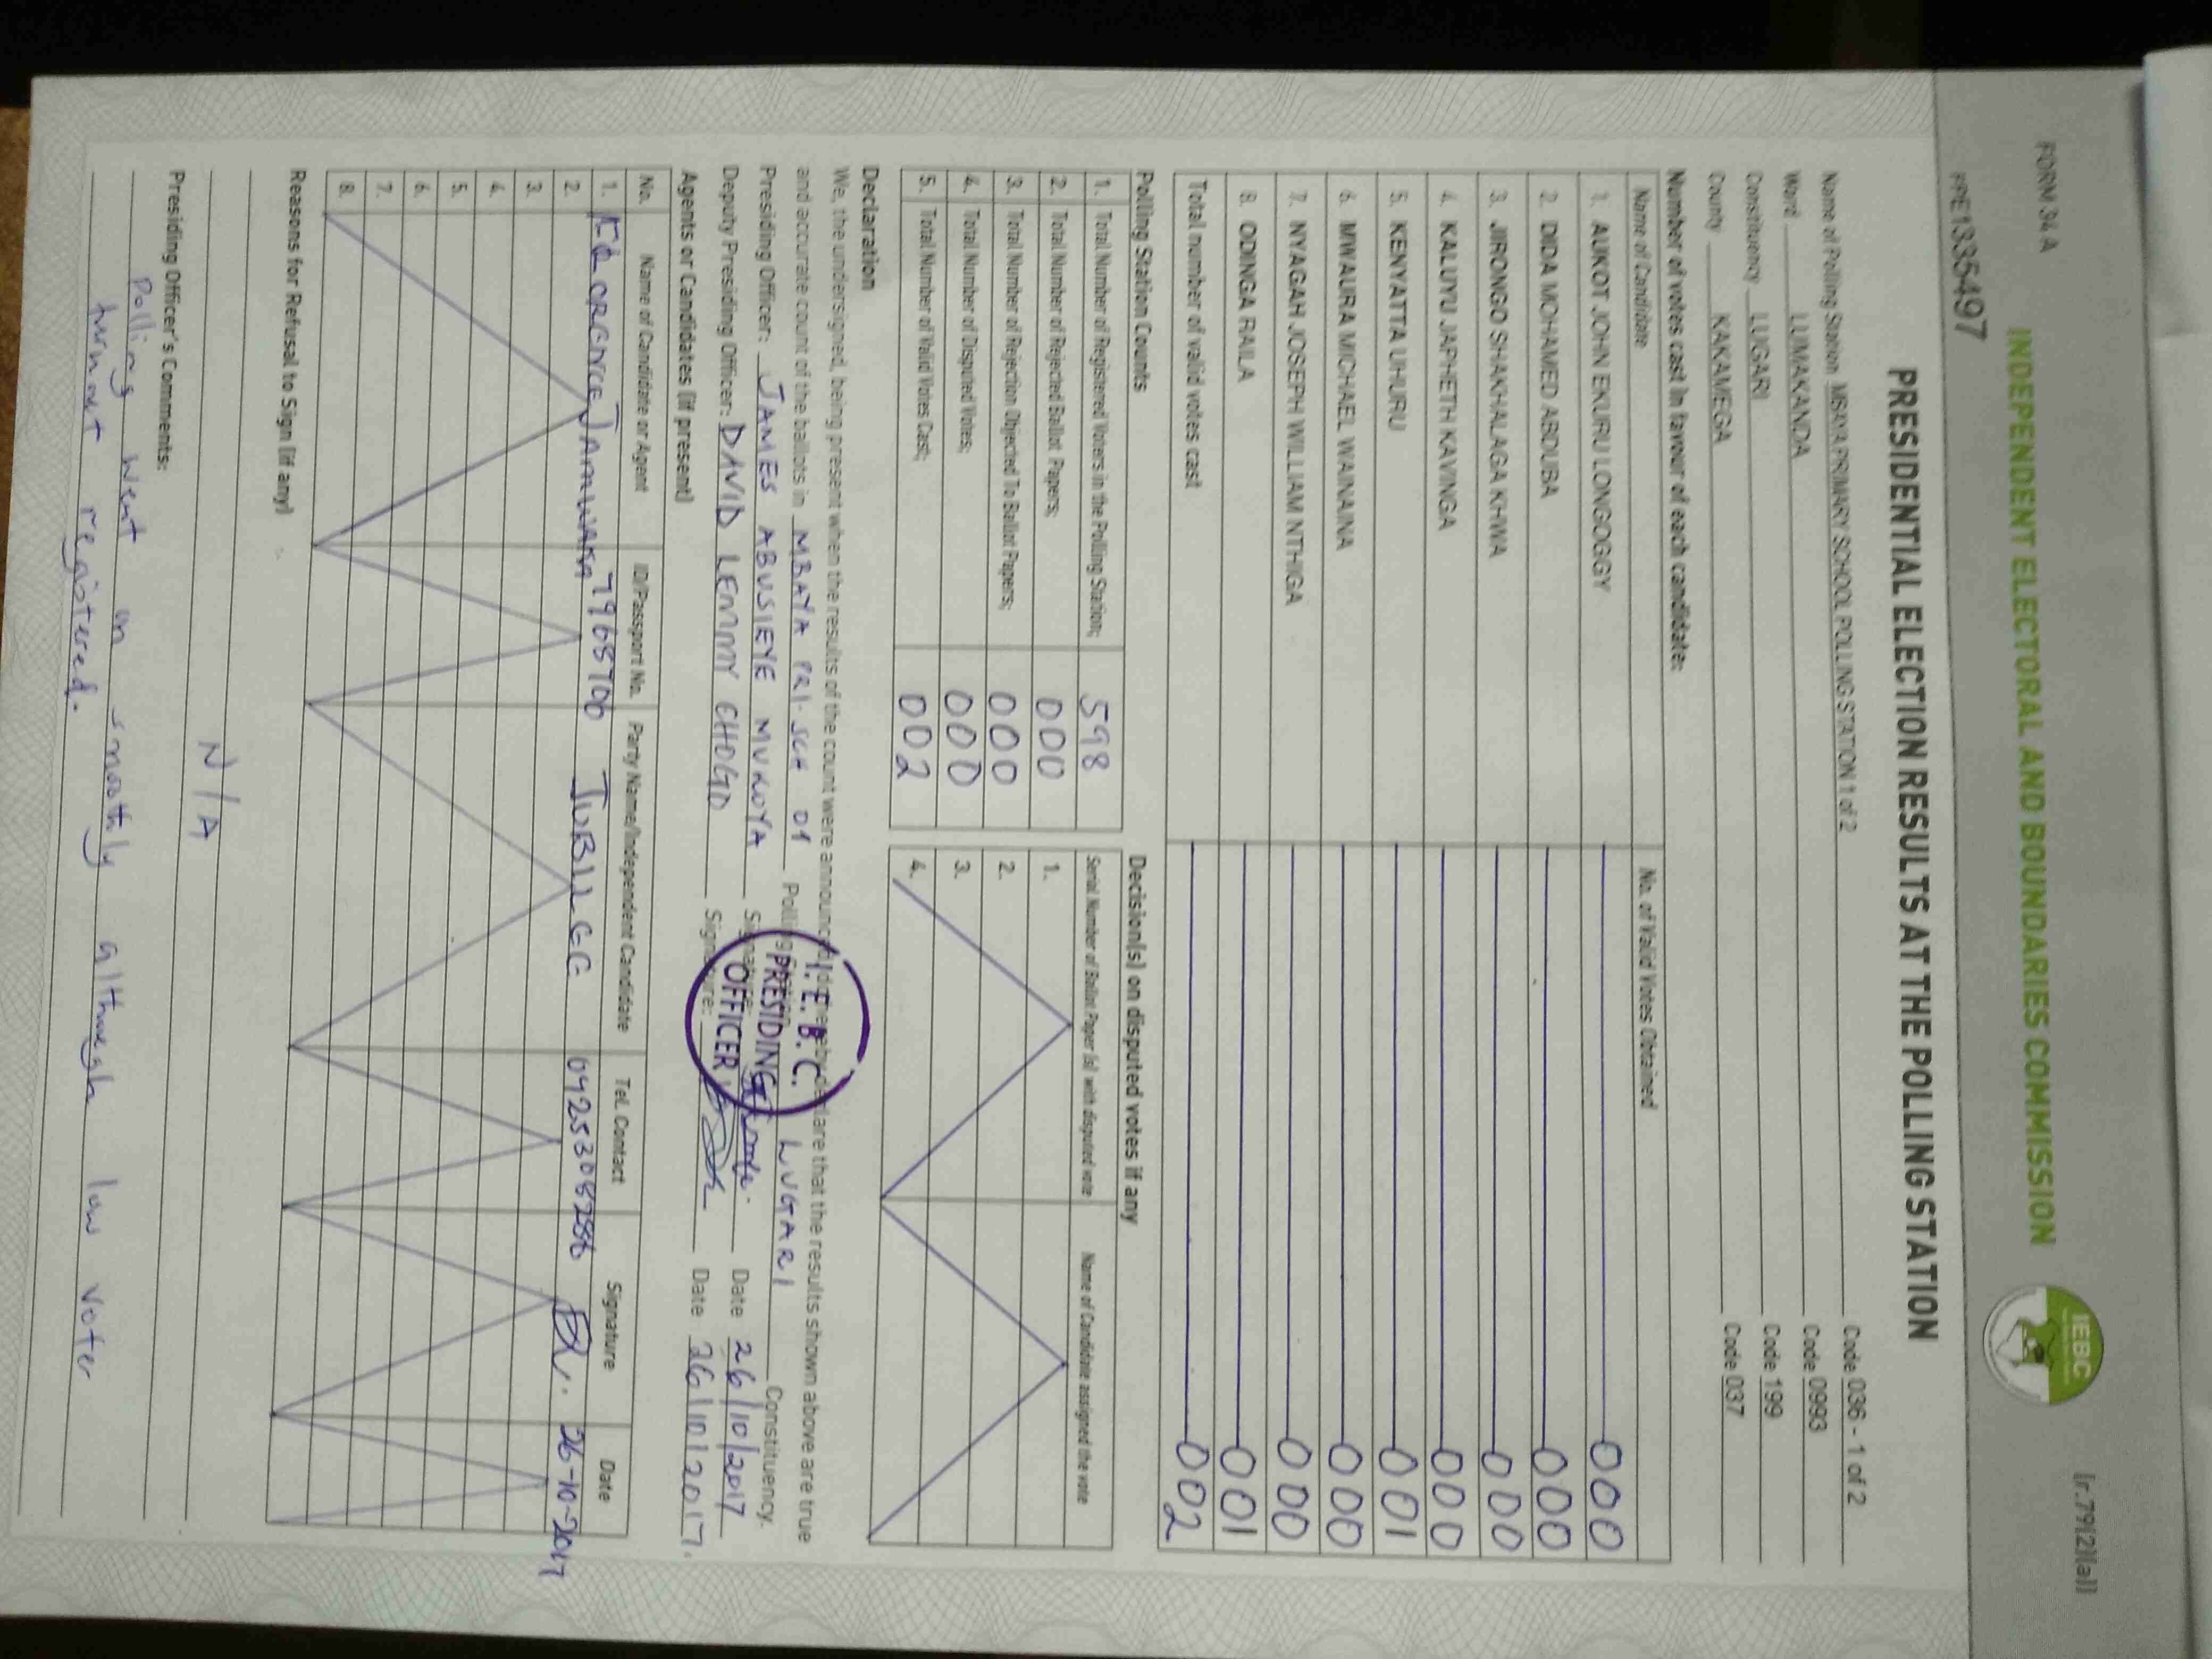 FORM 34 A
[r.79(2)(a)]
INDEPENDENT ELECTORAL AND BOUNDARIES COMMISSION
IEBC
PRE1335497
PRESIDENTIAL ELECTION RESULTS AT THE POLLING STATION
Name of Polling Station MBAYA PRIMARY SCHOOL POLLING STATION 1 of 2 Code 036 - 1 of 2
Ward LUMAKANDA Code 0993
Constituency LUGARI Code 199
County KAKAMEGA Code 037
Number of votes cast in favour of each candidate:
Name of Candidate No. of Valid Votes Obtained
1. AUKOT JOHN EKURU LONGOGGY 000
2. DIDA MOHAMED ABDUBA 000
3. JIRONGO SHAKHALAGA KHWA 000
4. KALUYU JAPHETH KAVINGA 000
5. KENYATTA UHURU 001
6. MWAURA MICHAEL WAINAINA 000
7. NYAGAH JOSEPH WILLIAM NTHIGA 000
8. ODINGA RAILA 001
Total number of valid votes cast 002
Polling Station Counts
1. Total Number of Registered Voters in the Polling Station; 598
2. Total Number of Rejected Ballot Papers; 000
3. Total Number of Rejection Objected To Ballot Papers; 000
4. Total Number of Disputed Votes; 000
5. Total Number of Valid Votes Cast; 002
Decision(s) on disputed votes if any
Serial Number of Ballot Paper (s) with disputed vote Name of Candidate assigned the vote
1.
2.
3.
4.
Declaration
We, the undersigned, being present when the results of the count were announced, do hereby declare that the results shown above are true
and accurate count of the ballots in MBAYA PRI. SCH 01 Polling LUGARI Constituency.
Presiding Officer: JAMES ABUSIEYE MUKOYA Signature: Date 26/10/2017
Deputy Presiding Officer: DAVID LENNY CHOGO Signature: Date 26/10/2017.
I.E.B.C.
PRESIDING
OFFICER
Agents or Candidates (if present)
No. Name of Candidate or Agent ID/Passport No. Party Name/Independent Candidate Tel. Contact Signature Date
1. JUBILEE 26-10-2017
2.
3.
4.
5.
6.
7.
8.
Reasons for Refusal to Sign (if any)
N/A
Presiding Officer's Comments:
Polling went on smoothly although low voter
turnout registered.